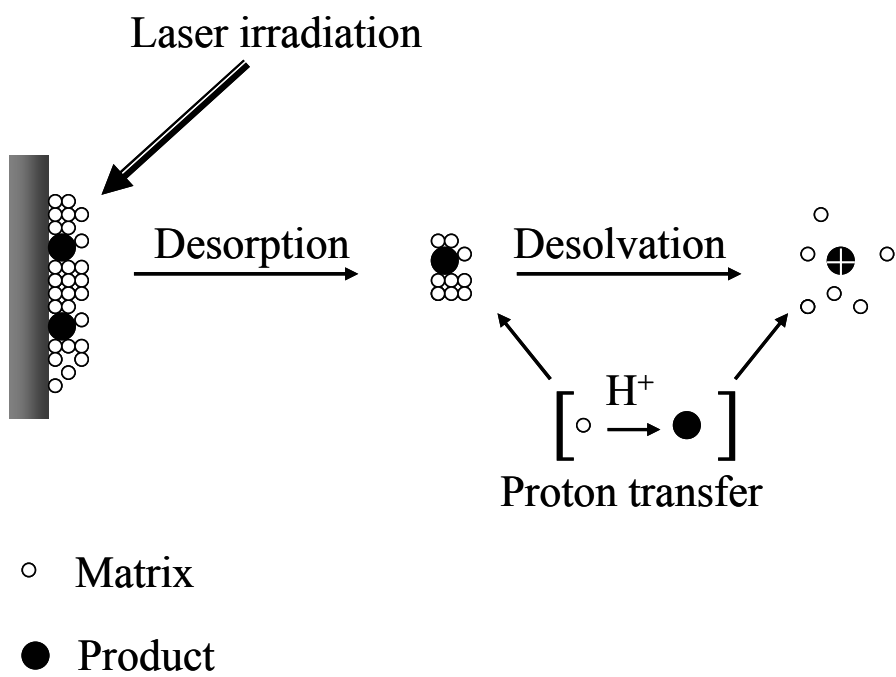 Laser irradiation
Desorption
Desolvation
H⁺
Proton transfer
Matrix
Product